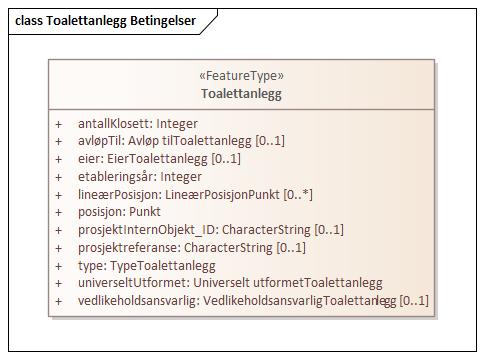 class Toalettanlegg Betingelser
«FeatureType»
Toalettanlegg
+ antallKlosett: Integer
+ avløpTil: Avløp tilToalettanlegg [0..1]
+ eier: EierToalettanlegg [0..1]
+ etableringsår: Integer
+ lineærPosisjon: LineærPosisjonPunkt [0..*]
+ posisjon: Punkt
+ prosjektInternObjekt_ID: CharacterString [0..1]
+ prosjektreferanse: CharacterString [0..1]
+ type: TypeToalettanlegg
+ universeltUtformet: Universelt utformetToalettanlegg
+ vedlikeholdsansvarlig: VedlikeholdsansvarligToalettanlegg [0..1]